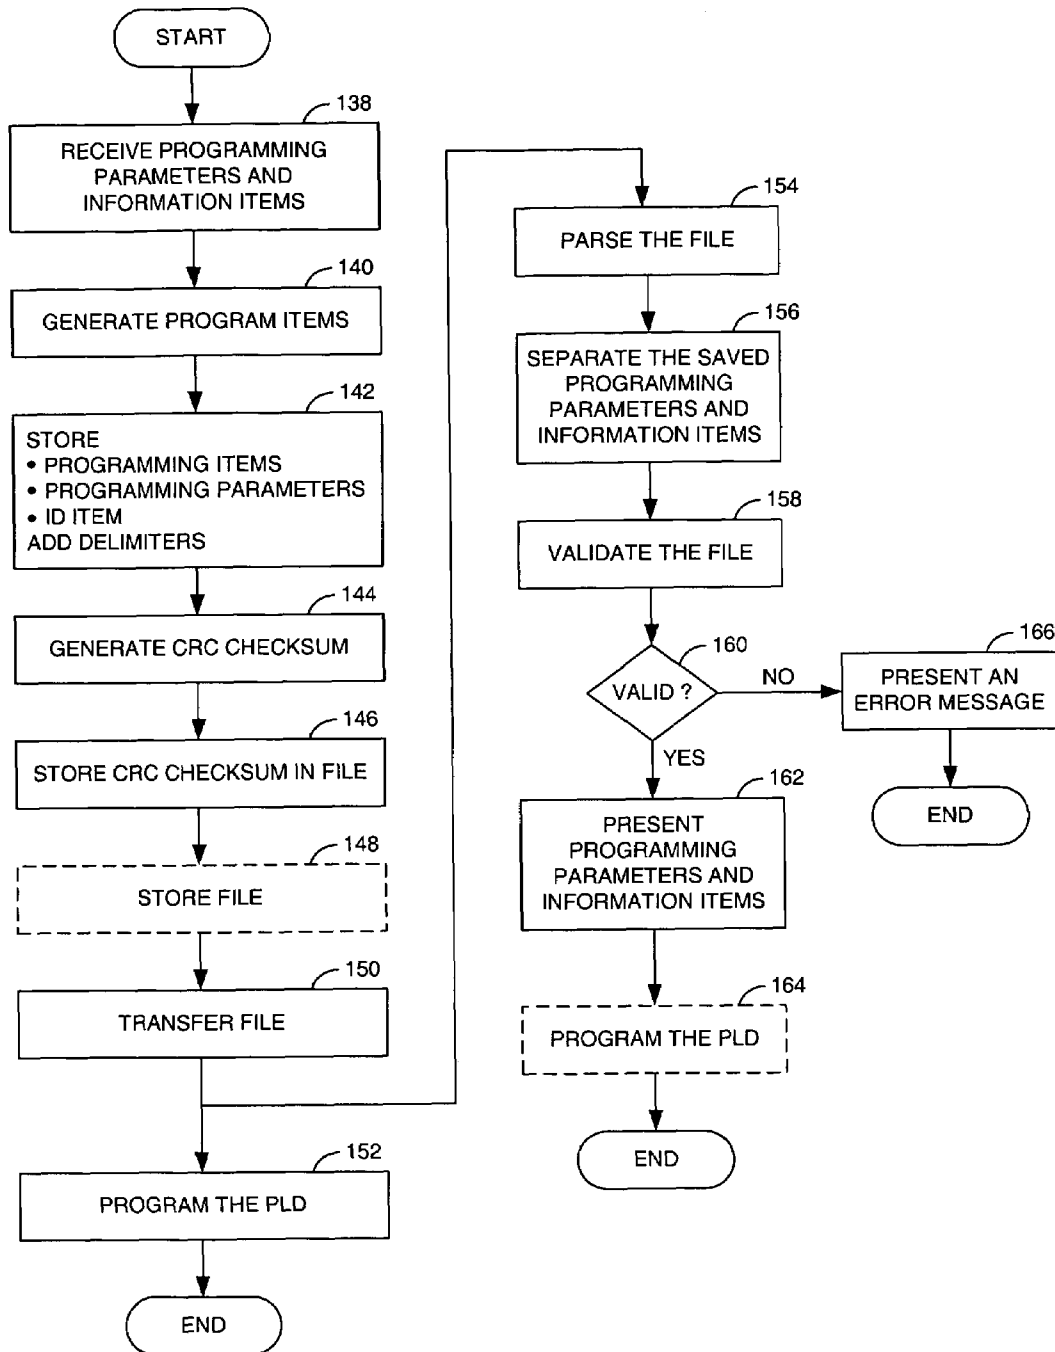 START
138
RECEIVE PROGRAMMING
PARAMETERS AND
INFORMATION ITEMS
140
GENERATE PROGRAM ITEMS
142
STORE
• PROGRAMMING ITEMS
• PROGRAMMING PARAMETERS
• ID ITEM
ADD DELIMITERS
144
GENERATE CRC CHECKSUM
146
STORE CRC CHECKSUM IN FILE
148
STORE FILE
150
TRANSFER FILE
152
PROGRAM THE PLD
END
154
PARSE THE FILE
156
SEPARATE THE SAVED
PROGRAMMING
PARAMETERS AND
INFORMATION ITEMS
158
VALIDATE THE FILE
160
VALID ?
NO
166
PRESENT AN
ERROR MESSAGE
END
YES
162
PRESENT
PROGRAMMING
PARAMETERS AND
INFORMATION ITEMS
164
PROGRAM THE PLD
END